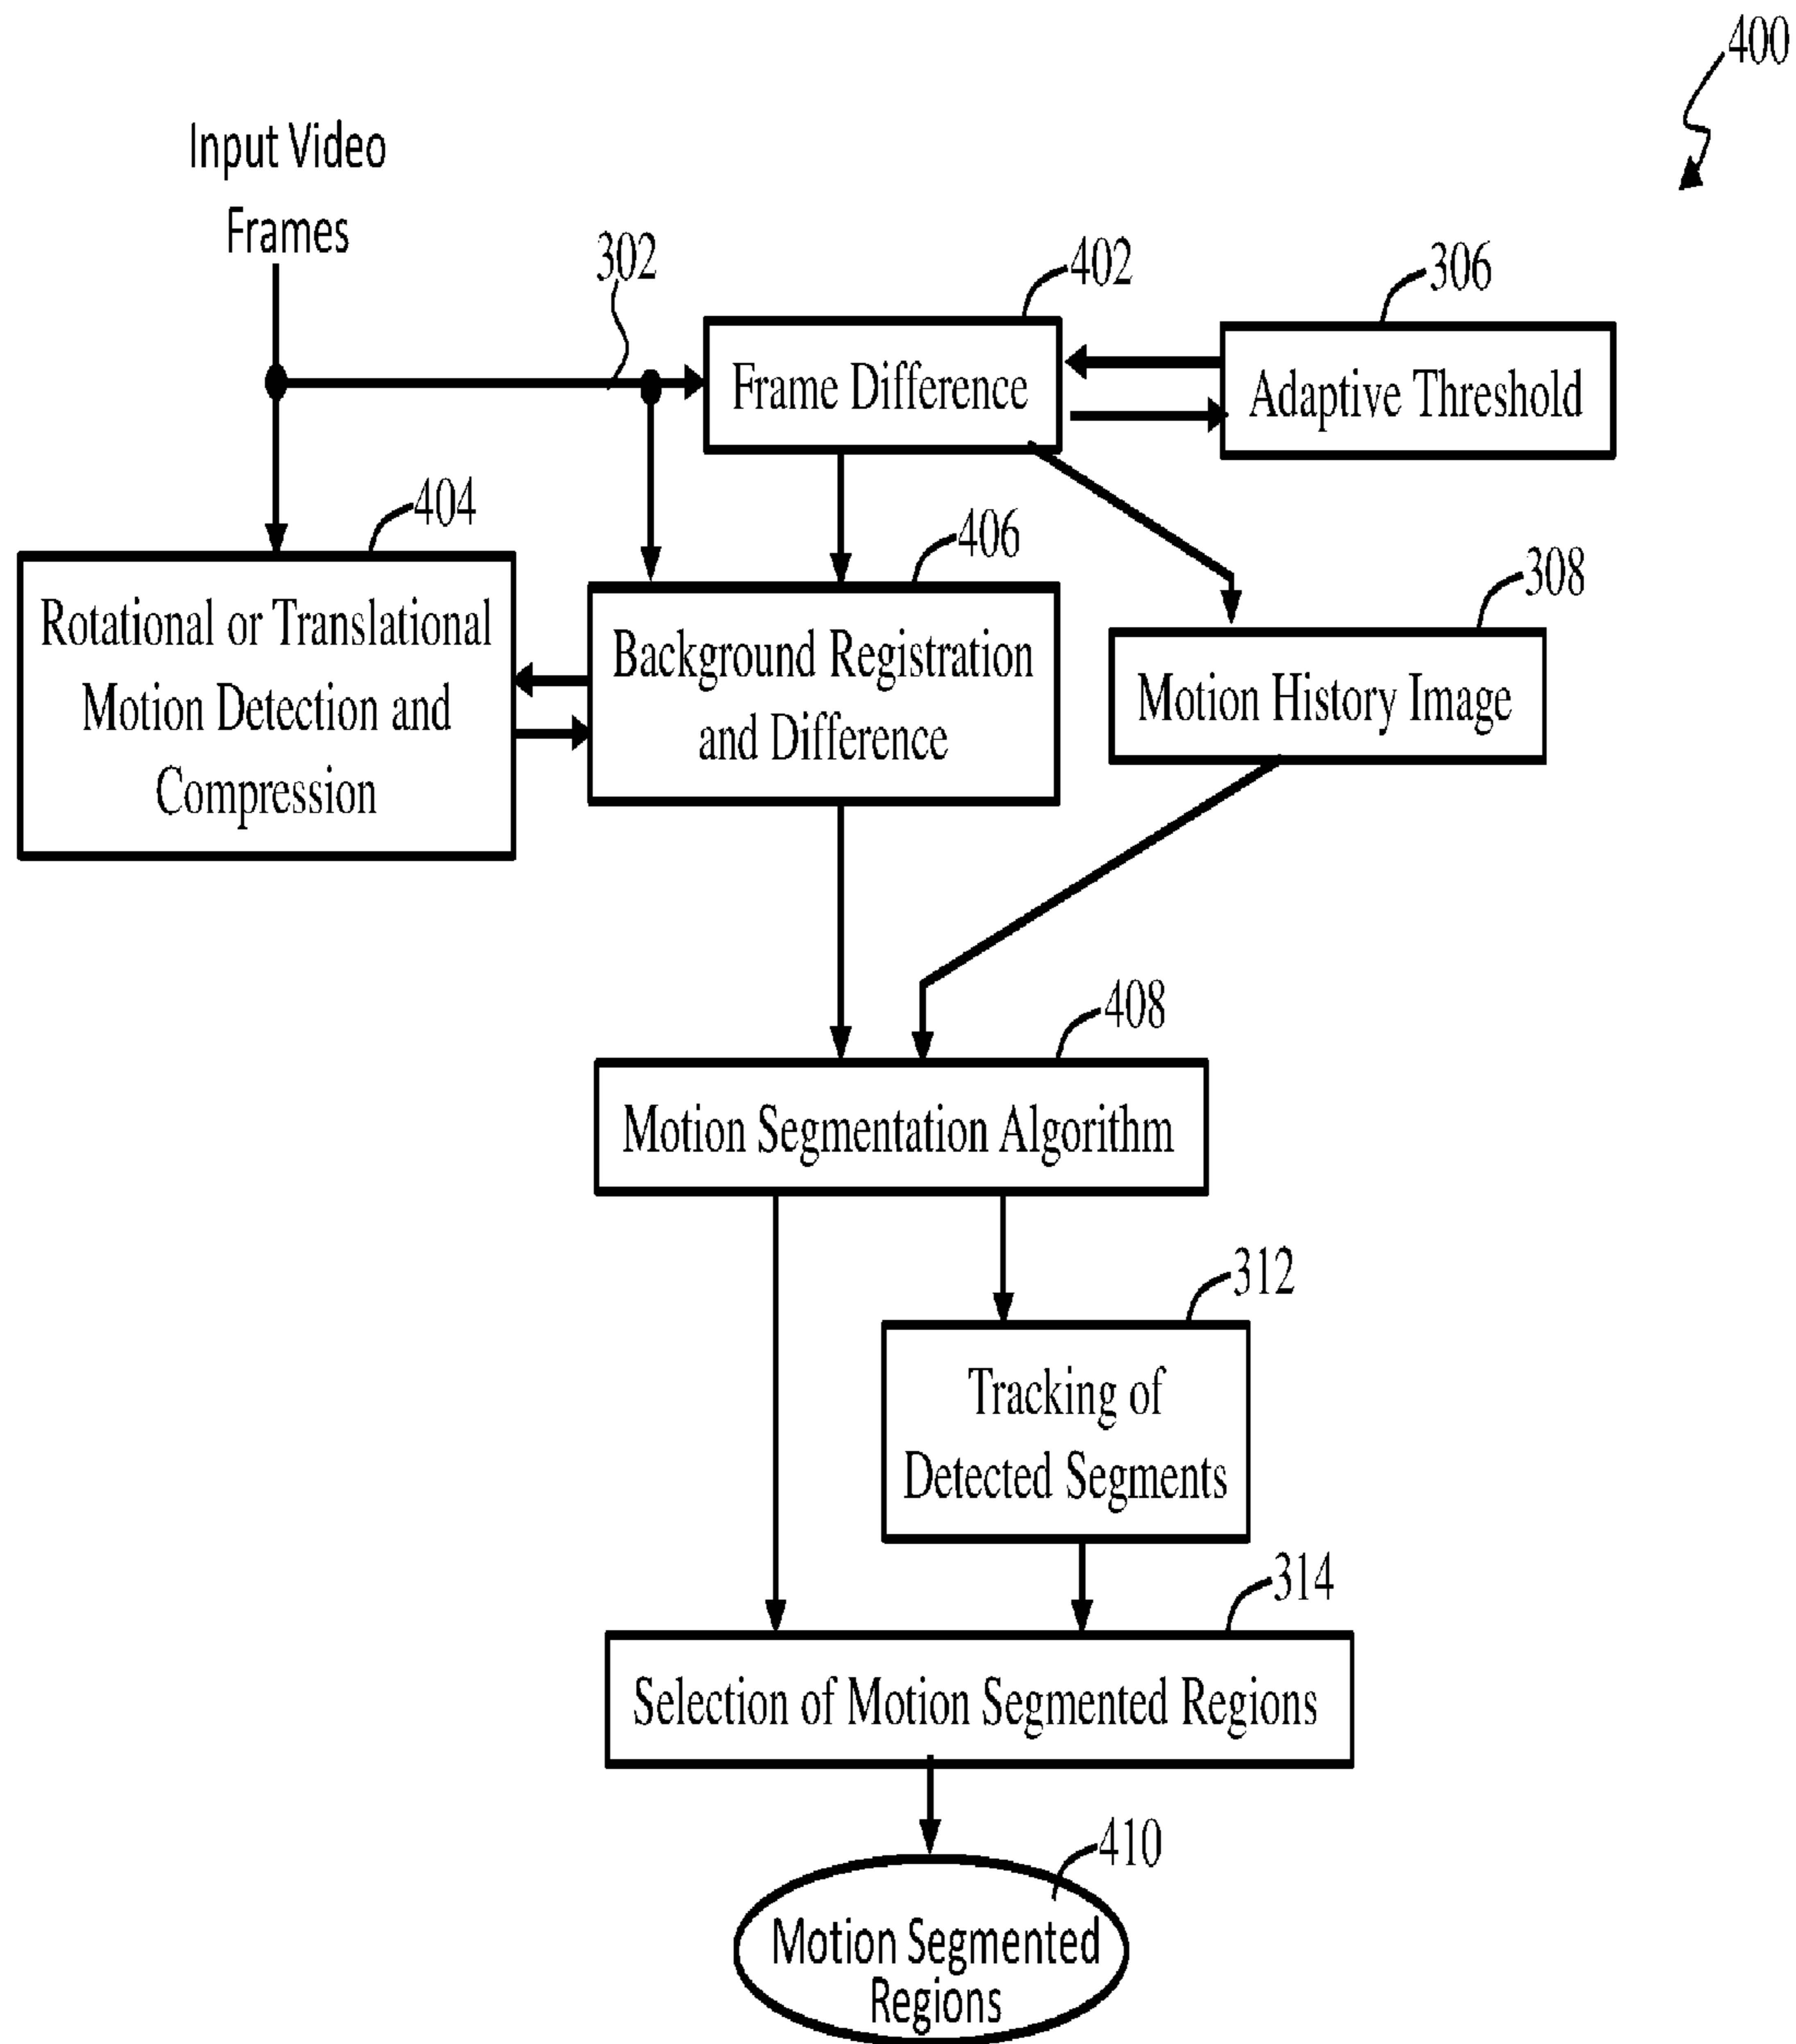 400
Input Video
Frames
302
402
306
Frame Difference
Adaptive Threshold
404
406
308
Rotational or Translational
Motion Detection and
Compression
Background Registration
and Difference
Motion History Image
408
Motion Segmentation Algorithm
312
Tracking of
Detected Segments
314
Selection of Motion Segmented Regions
410
Motion Segmented
Regions